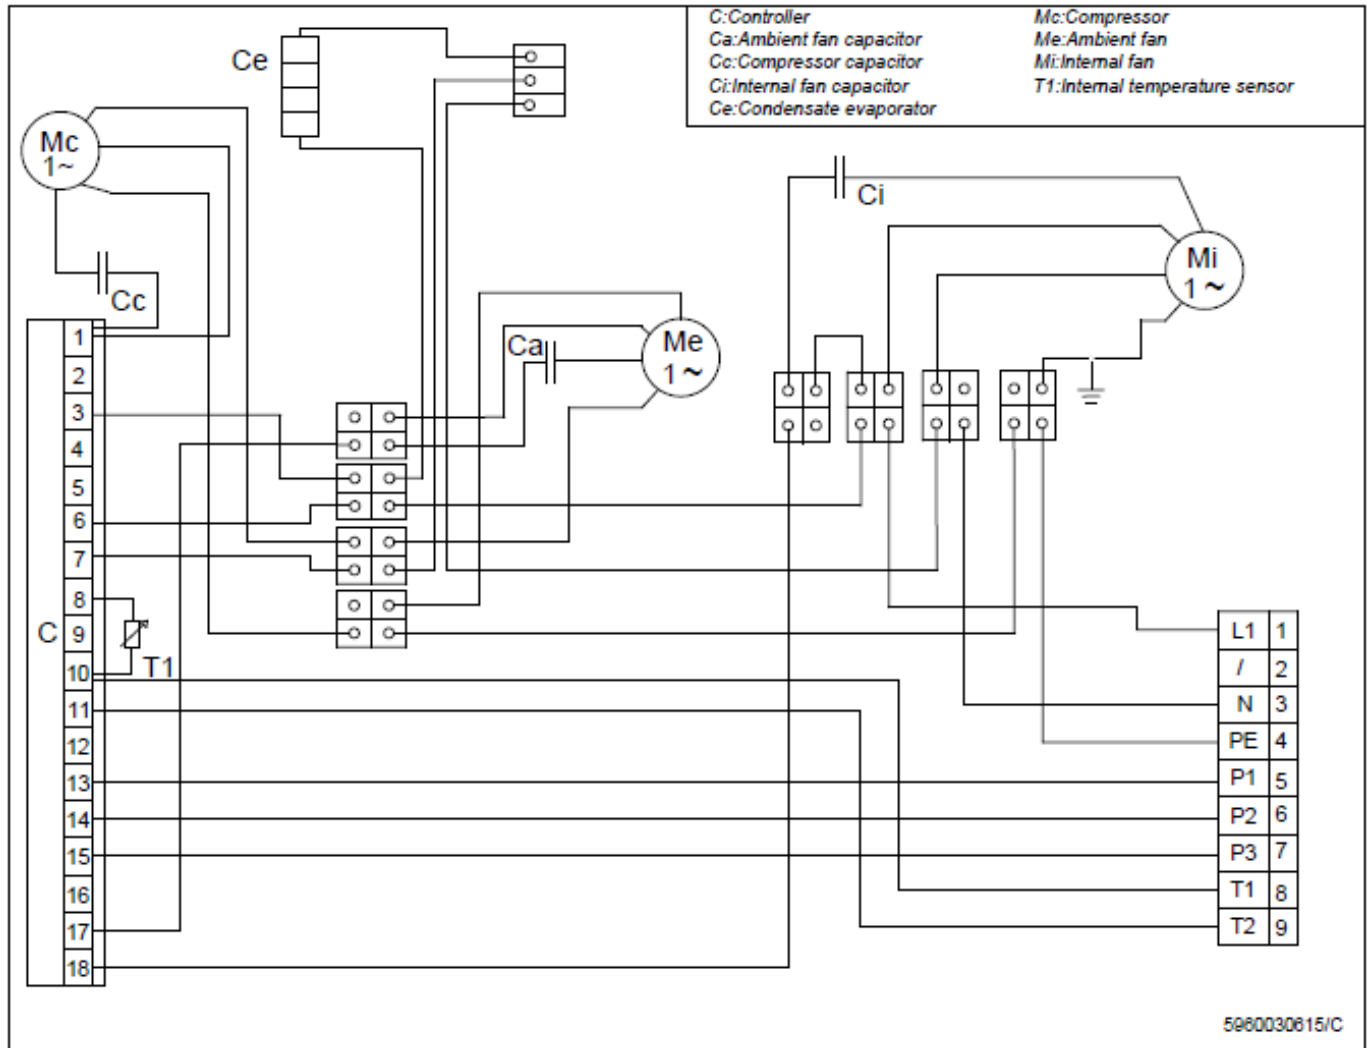 C:Controller
Mc:Compressor
Ca:Ambient fan capacitor
Me:Ambient fan
Cc:Compressor capacitor
Mi:Internal fan
Ci:Internal fan capacitor
T1:Internal temperature sensor
Ce:Condensate evaporator
Ce
Mc
1~
Ci
Mi
1~
Cc
Ca
Me
1~
C
1
2
3
4
5
6
7
8
9
10
11
12
13
14
15
16
17
18
T1
L1 1
/ 2
N 3
PE 4
P1 5
P2 6
P3 7
T1 8
T2 9
5960030615/C